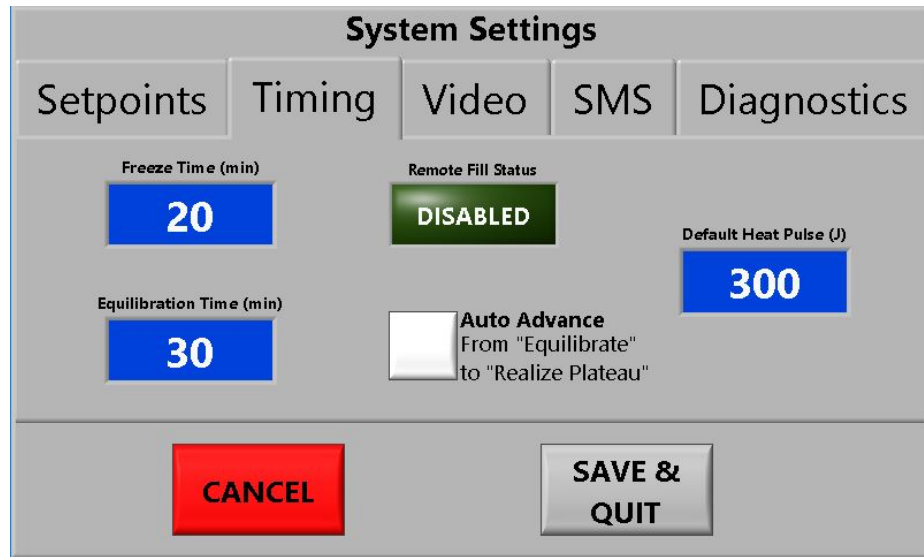 System Settings
Setpoints Timing Video SMS Diagnostics
Freeze Time (min)
20
Remote Fill Status
DISABLED
Default Heat Pulse (J)
300
Equilibration Time (min)
30
Auto Advance
From "Equilibrate"
to "Realize Plateau"
CANCEL
SAVE &
QUIT